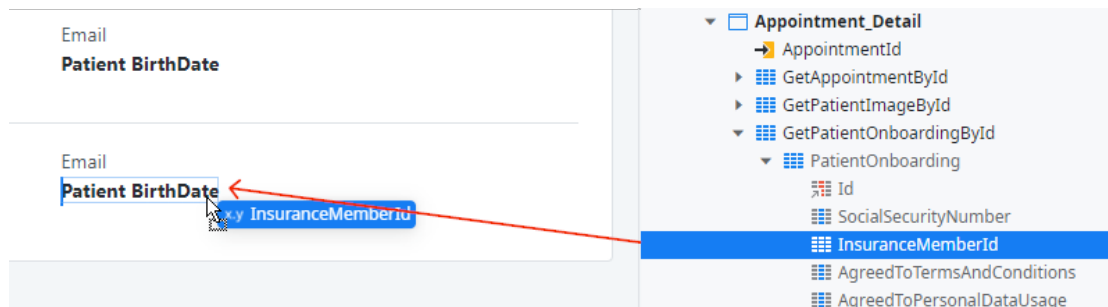 Email
Patient BirthDate
Email
Patient BirthDate
x.y InsuranceMemberId
Appointment_Detail
AppointmentId
GetAppointmentById
GetPatientImageById
GetPatientOnboardingById
PatientOnboarding
Id
SocialSecurityNumber
InsuranceMemberId
AgreedToTermsAndConditions
AgreedToPersonalDataUsage